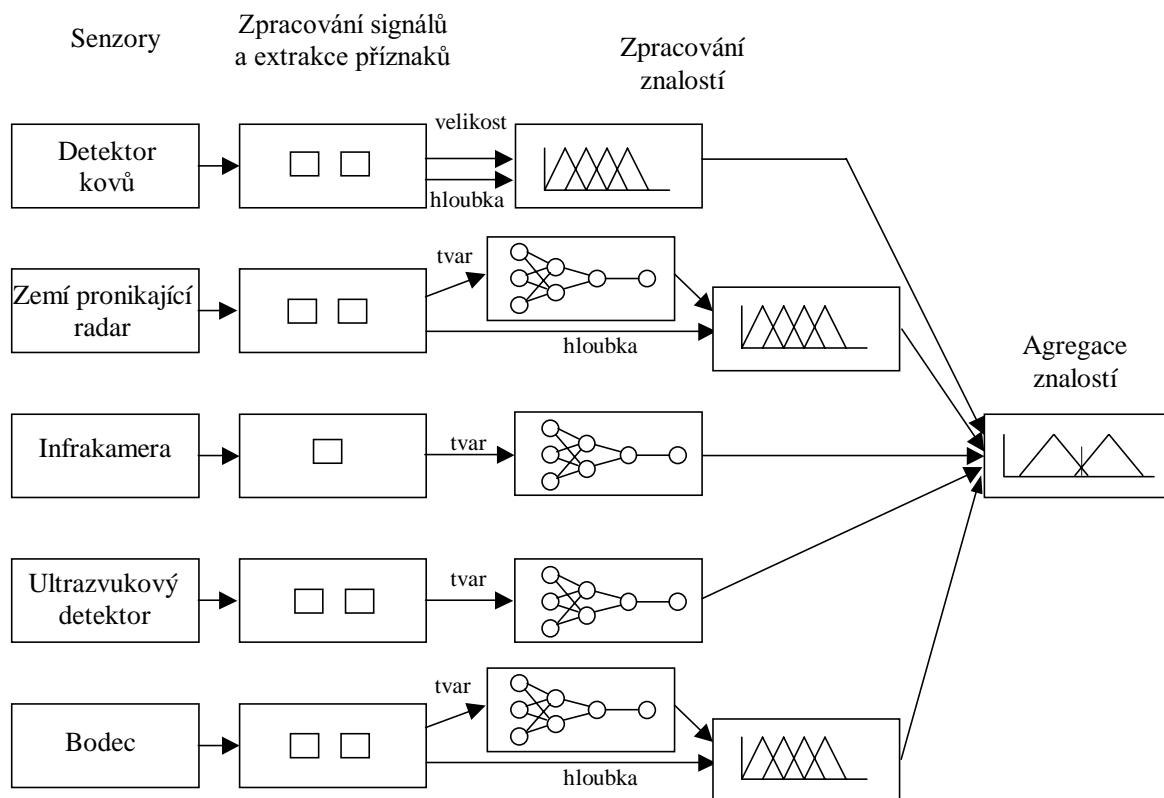 Senzory
Zpracování signálů
a extrakce příznaků
Zpracování
znalostí
Detektor
kovů
velikost
hloubka
Zemí pronikající
radar
tvar
hloubka
Agregace
znalostí
Infrakamera
tvar
Ultrazvukový
detektor
tvar
Bodec
tvar
hloubka